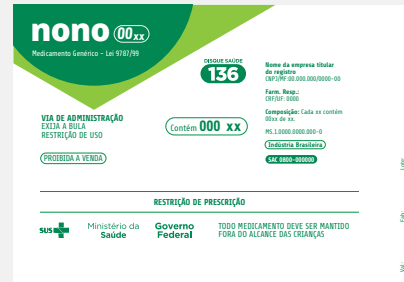 nono 00xx
Medicamento Genérico – Lei 9787/99
DISQUE SAÚDE
136
Nome da empresa titular
do registro
CNPJ/MF:00.000.000/0000-00
Farm. Resp.:
CRF/UF: 0000
Composição: Cada xx contém
00xx de xx.
MS.1.0000.0000.000-0
Indústria Brasileira
SAC 0800-000000
VIA DE ADMINISTRAÇÃO
EXIJA A BULA
RESTRIÇÃO DE USO
Contém 000 xx
PROIBIDA A VENDA
RESTRIÇÃO DE PRESCRIÇÃO
SUS
Ministério da
Saúde
Governo
Federal
TODO MEDICAMENTO DEVE SER MANTIDO
FORA DO ALCANCE DAS CRIANÇAS
Lote:
Fab.:
Val.: